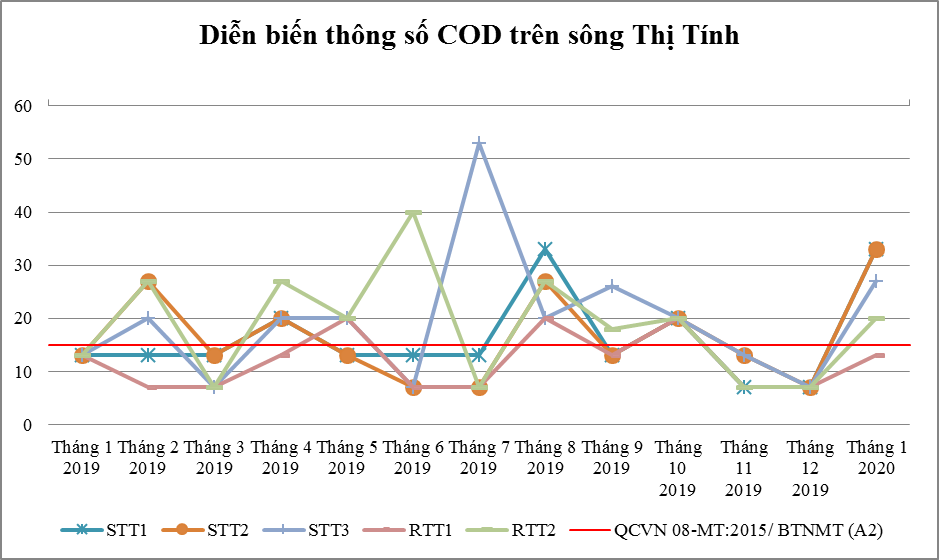 Diễn biến thông số COD trên sông Thị Tính
60
50
40
30
20
10
0
Tháng 1
2019
Tháng 2
2019
Tháng 3
2019
Tháng 4
2019
Tháng 5
2019
Tháng 6
2019
Tháng 7
2019
Tháng 8
2019
Tháng 9
2019
Tháng
10
2019
Tháng
11
2019
Tháng
12
2019
Tháng 1
2020
STT1
STT2
STT3
RTT1
RTT2
QCVN 08-MT:2015/ BTNMT (A2)